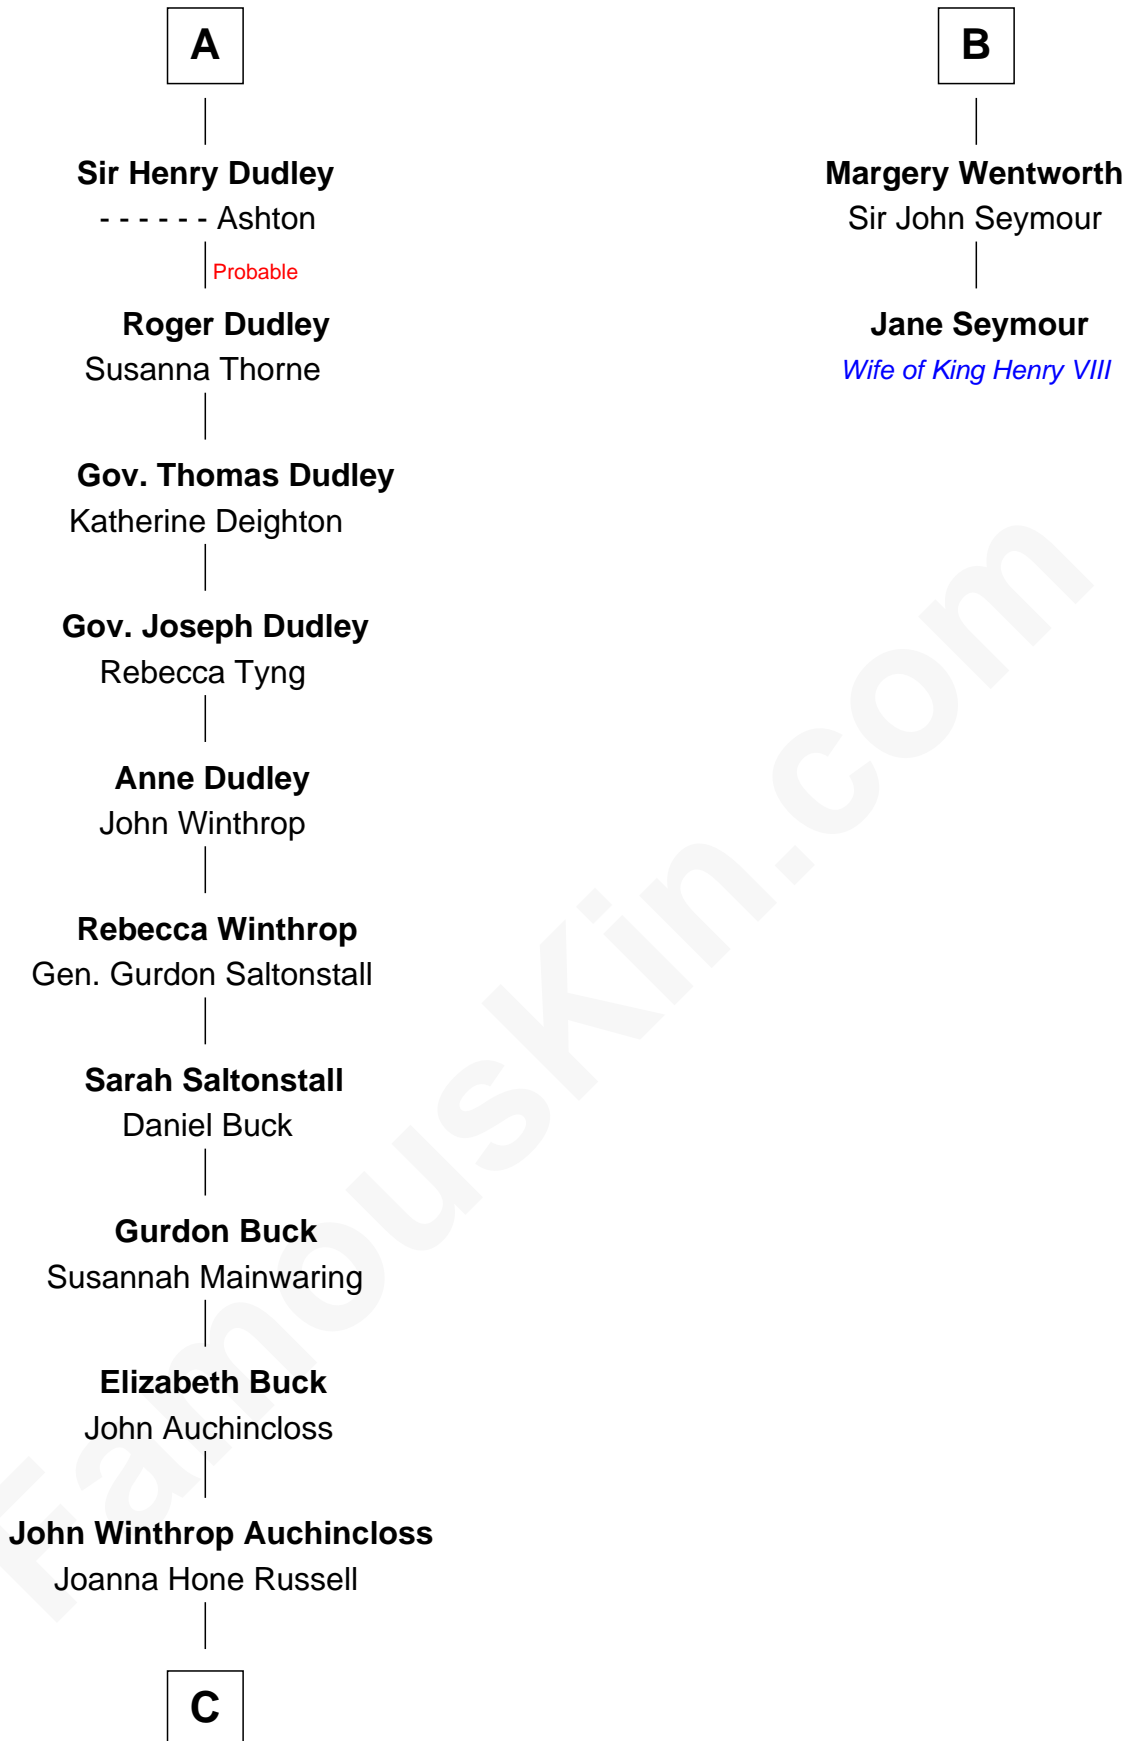 A
Sir Henry Dudley
- - - - - - Ashton
Probable
Roger Dudley
Susanna Thorne
Gov. Thomas Dudley
Katherine Deighton
Gov. Joseph Dudley
Rebecca Tyng
Anne Dudley
John Winthrop
Rebecca Winthrop
Gen. Gurdon Saltonstall
Sarah Saltonstall
Daniel Buck
Gurdon Buck
Susannah Mainwaring
Elizabeth Buck
John Auchincloss
John Winthrop Auchincloss
Joanna Hone Russell
C
B
Margery Wentworth
Sir John Seymour
Jane Seymour
Wife of King Henry VIII
FamousKin.com